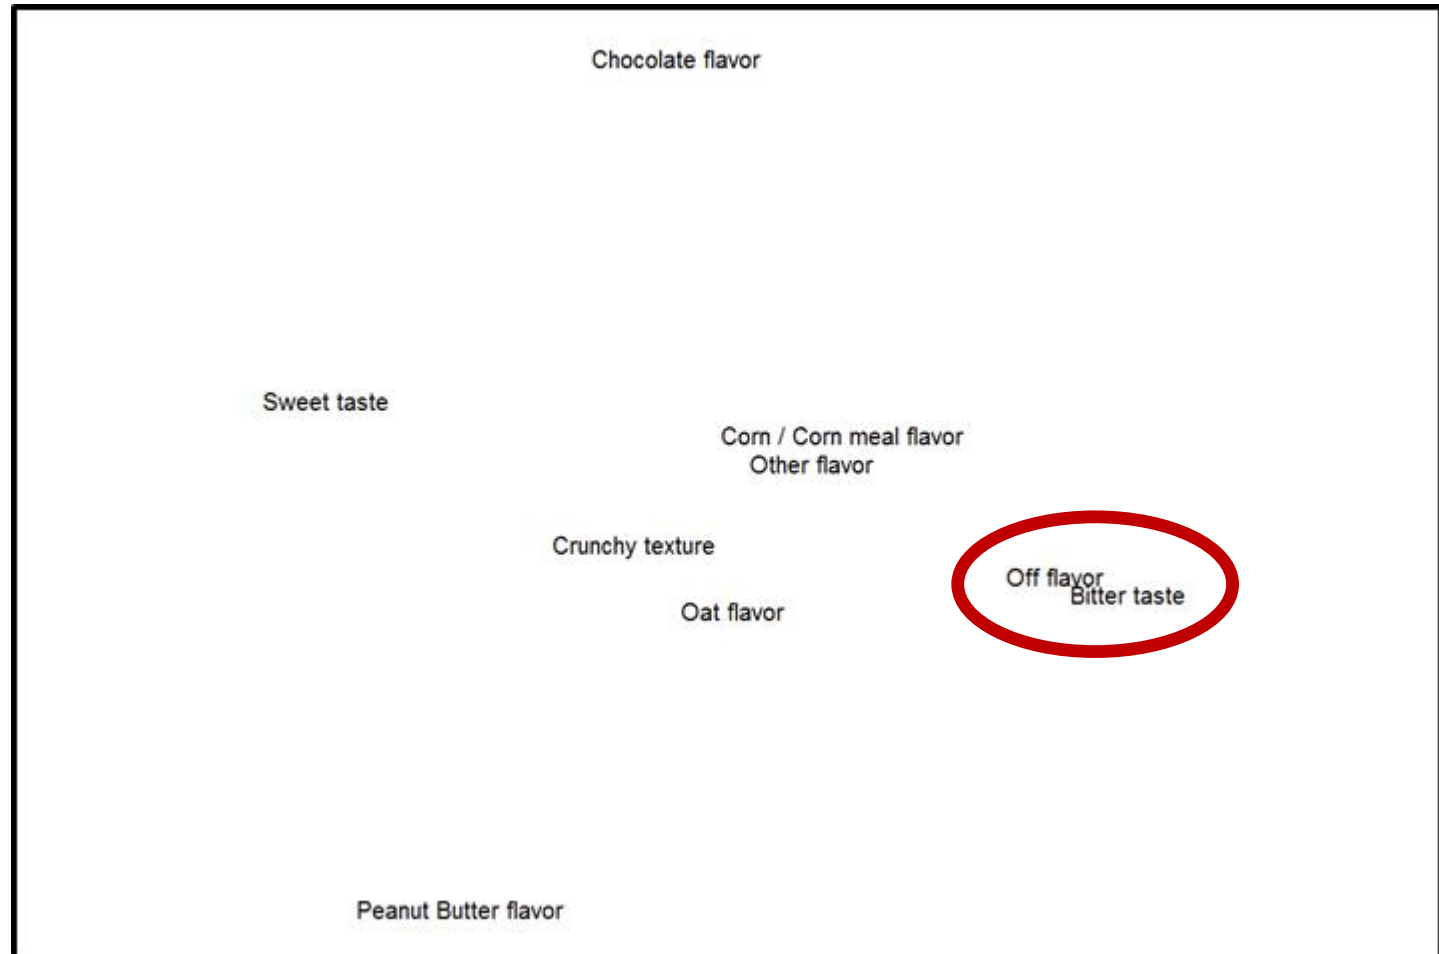 Chocolate flavor
Sweet taste
Corn / Corn meal flavor
Other flavor
Crunchy texture
Off flavor
Bitter taste
Oat flavor
Peanut Butter flavor